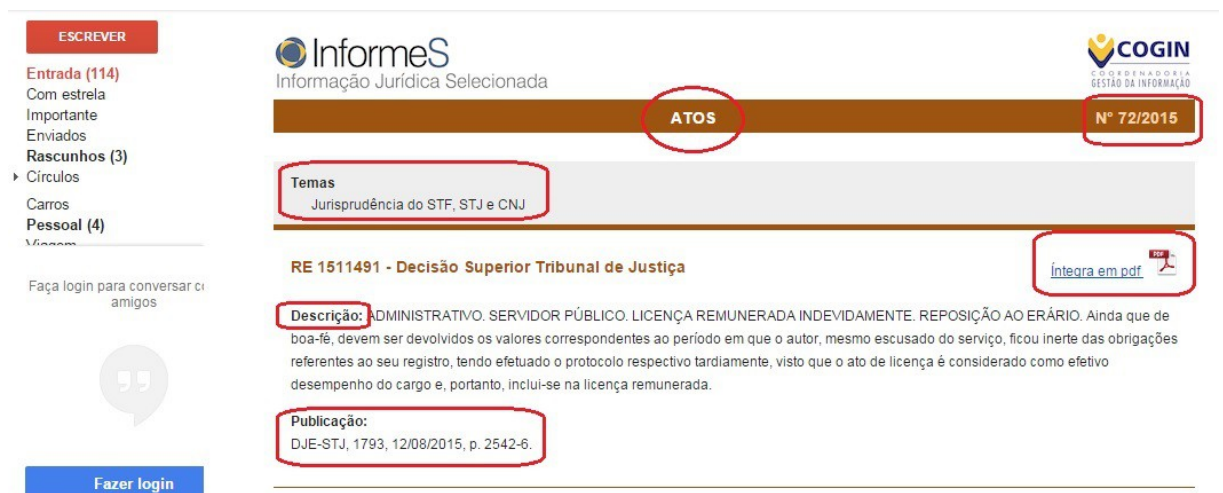 ESCREVER
Entrada (114)
Com estrela
Importante
Enviados
Rascunhos (3)
Círculos
Carros
Pessoal (4)
Viagem
Faça login para conversar
amigos
Fazer login
InformeS
Informação Jurídica Selecionada
COGIN
COORDENADORIA
GESTÃO DA INFORMAÇÃO
ATOS
N° 72/2015
Temas
Jurisprudência do STF, STJ e CNJ
RE 1511491 - Decisão Superior Tribunal de Justiça
Íntegra em pdf
PDF
Descrição: ADMINISTRATIVO. SERVIDOR PÚBLICO. LICENÇA REMUNERADA INDEVIDAMENTE. REPOSIÇÃO AO ERÁRIO. Ainda que de
boa-fé, devem ser devolvidos os valores correspondentes ao período em que o autor, mesmo escusado do serviço, ficou inerte das obrigações
referentes ao seu registro, tendo efetuado o protocolo respectivo tardiamente, visto que o ato de licença é considerado como efetivo
desempenho do cargo e, portanto, inclui-se na licença remunerada.
Publicação:
DJE-STJ, 1793, 12/08/2015, p. 2542-6.